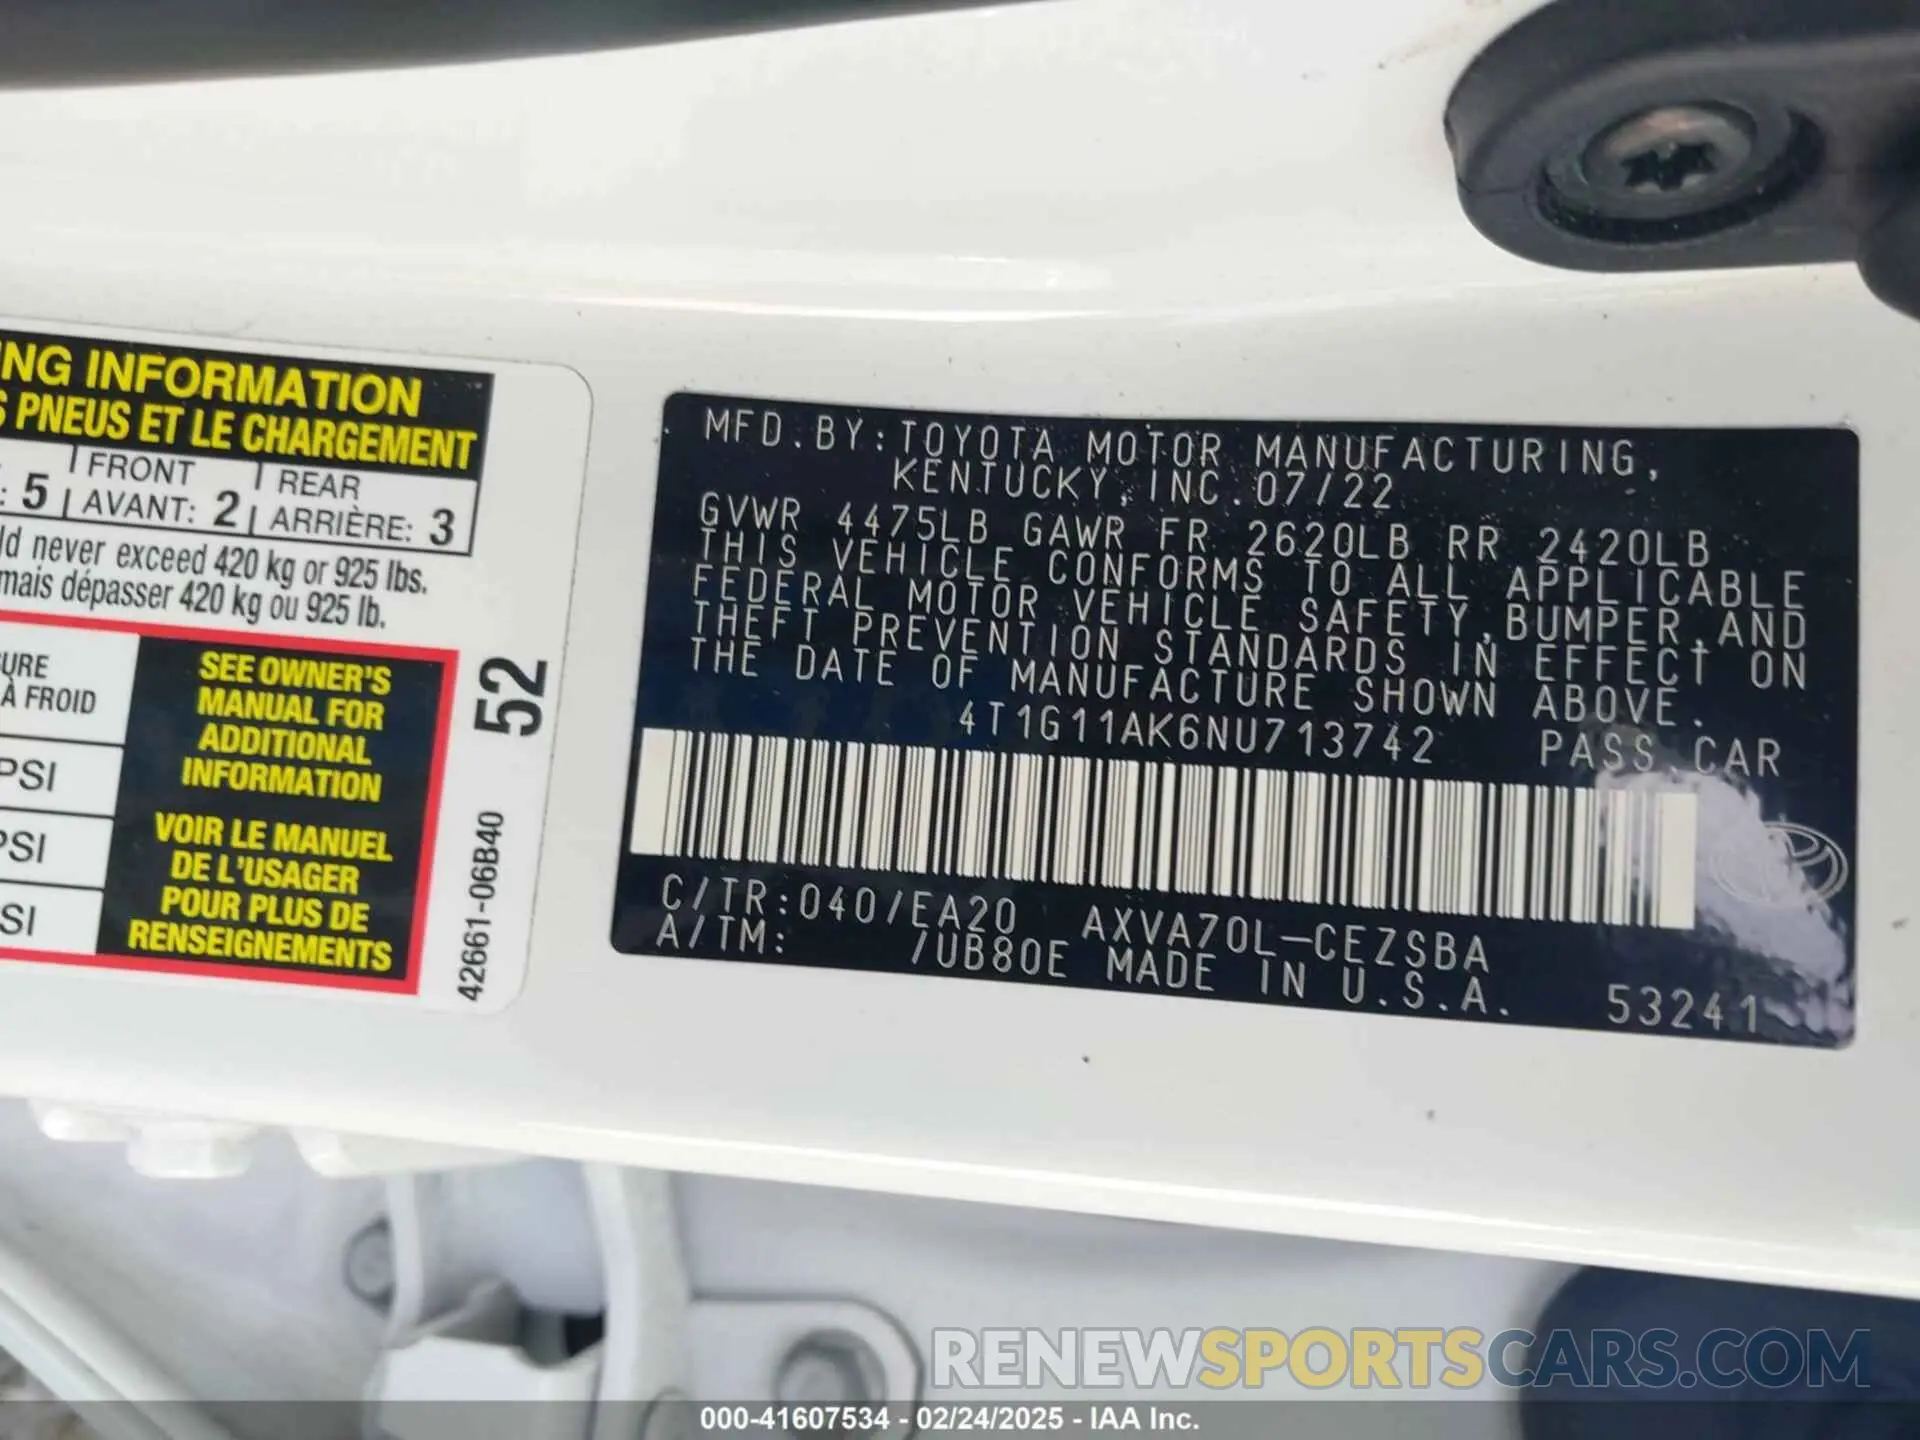 NG INFORMATION
S PNEUS ET LE CHARGEMENT
FRONT
REAR
: 5
AVANT: 2
ARRIÈRE: 3
ld never exceed 420 kg or 925 lbs.
mais dépasser 420 kg ou 925 lb.
URE
À FROID
PSI
PSI
SI
SEE OWNER'S
MANUAL FOR
ADDITIONAL
INFORMATION
VOIR LE MANUEL
DE L'USAGER
POUR PLUS DE
RENSEIGNEMENTS
52
42661-06B40
MFD.BY:TOYOTA MOTOR MANUFACTURING,
KENTUCKY, INC.07/22
GVWR 4475LB GAWR FR 2620LB RR 2420LB
THIS VEHICLE CONFORMS TO ALL APPLICABLE
FEDERAL MOTOR VEHICLE SAFETY,BUMPER,AND
THEFT PREVENTION STANDARDS IN EFFECT ON
THE DATE OF MANUFACTURE SHOWN ABOVE.
4T1G11AK6NU713742 PASS.CAR
C/TR:040/EA20 AXVA70L-CEZSBA
A/TM: /UB80E MADE IN U.S.A.
53241
RENEWSPORTSCARS.COM
000-41607534 - 02/24/2025 - IAA Inc.